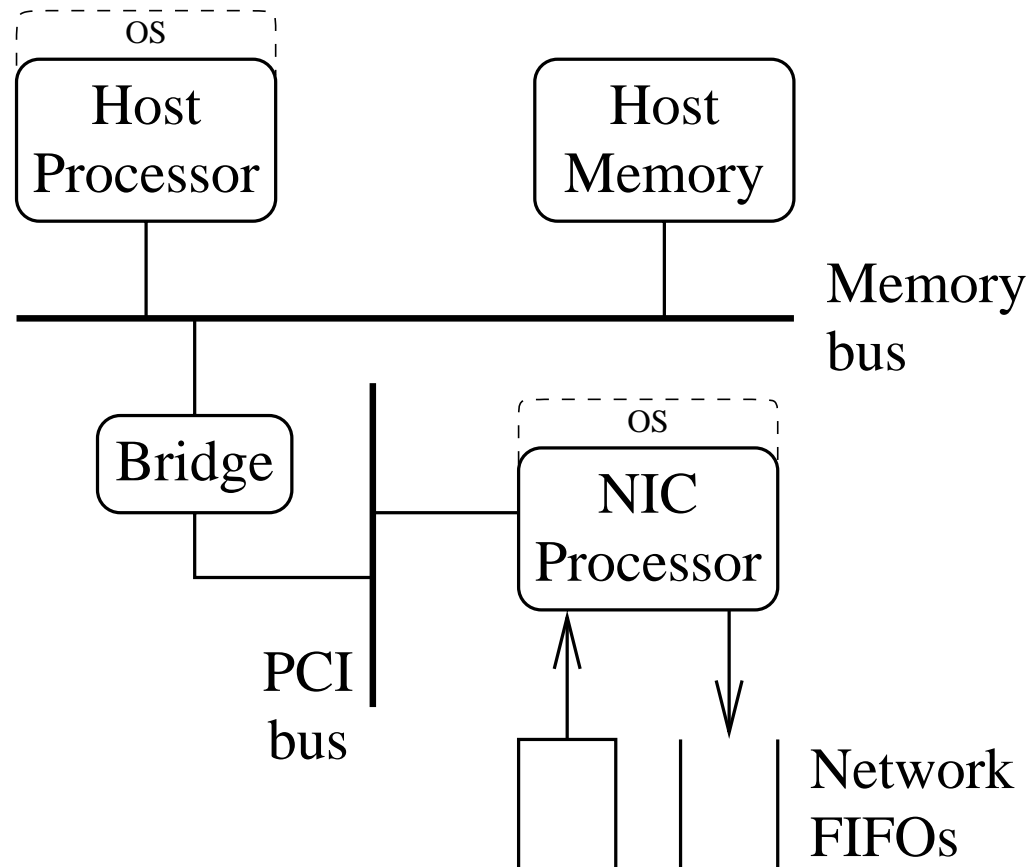 OS
Host
Processor
Host
Memory
Memory
bus
OS
Bridge
NIC
Processor
PCI
bus
Network
FIFOs